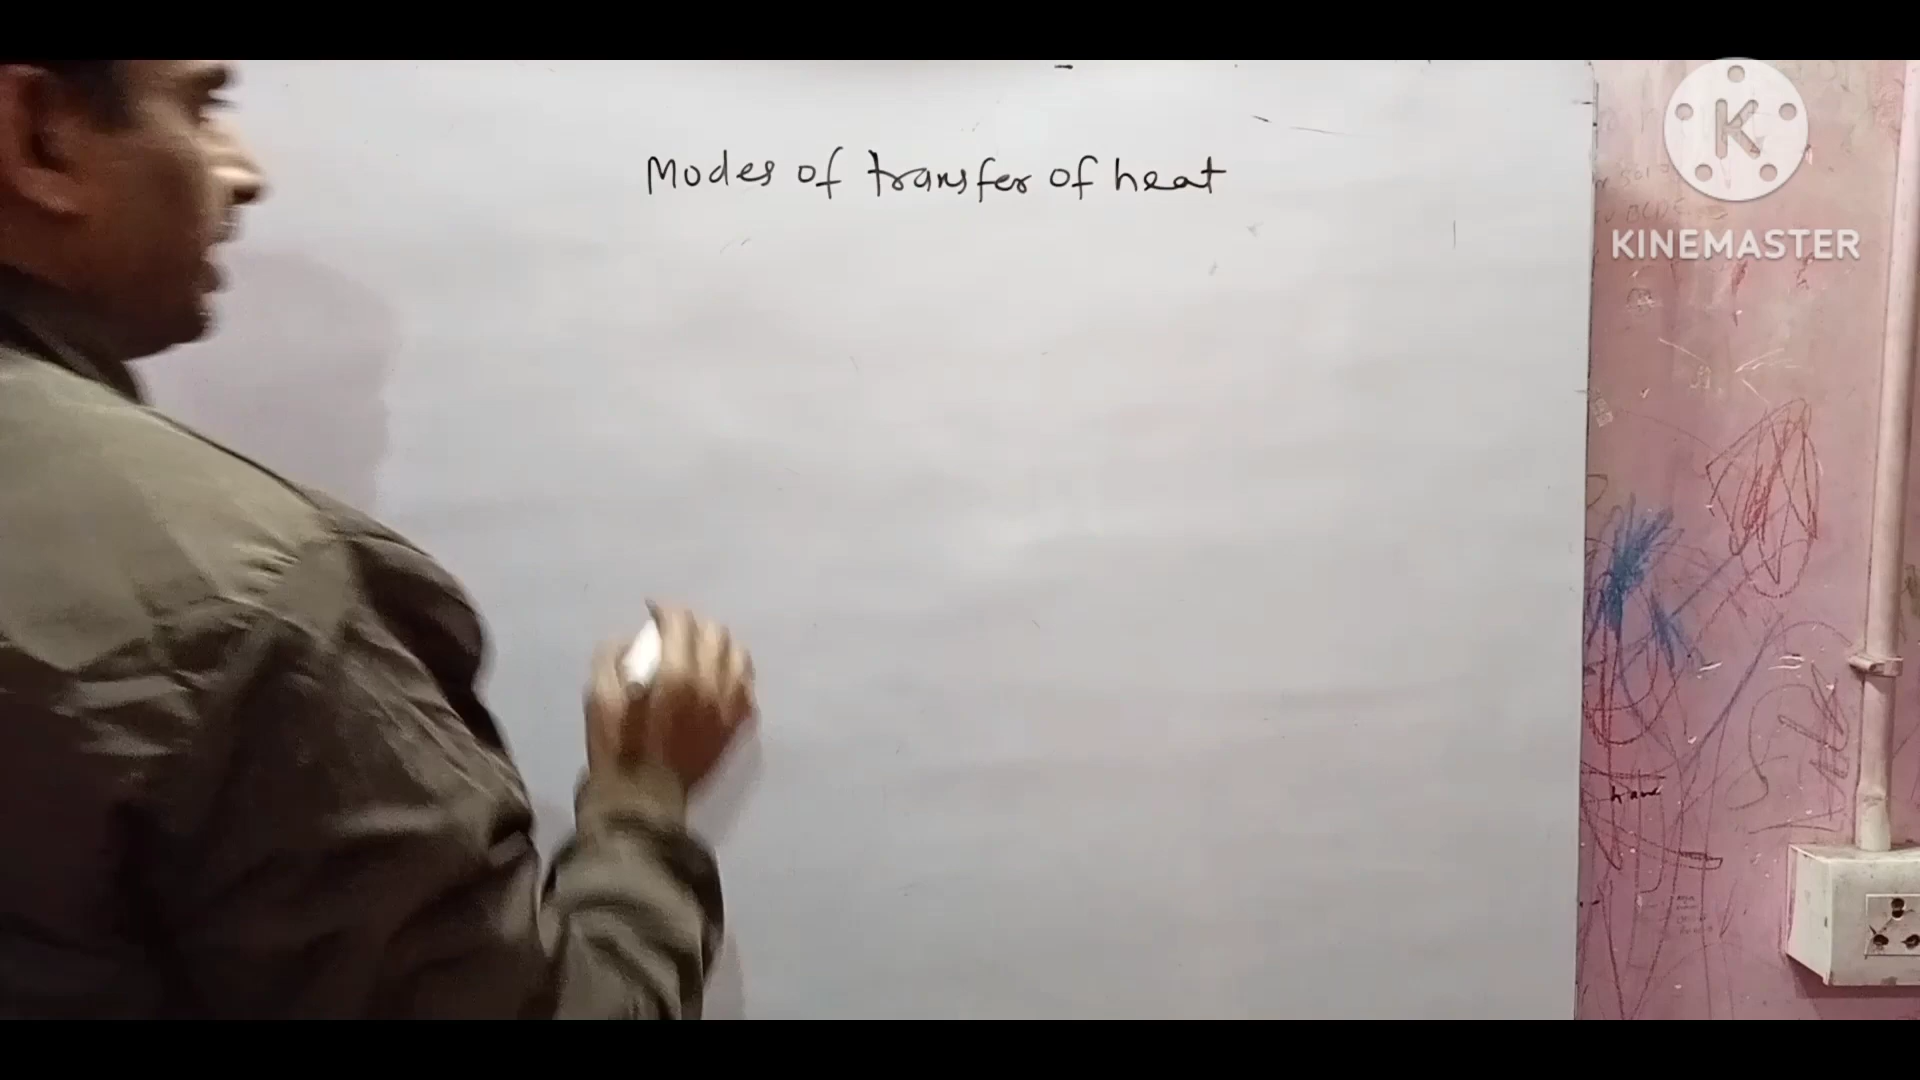 Modes of transfer of heat
K
KINEMASTER